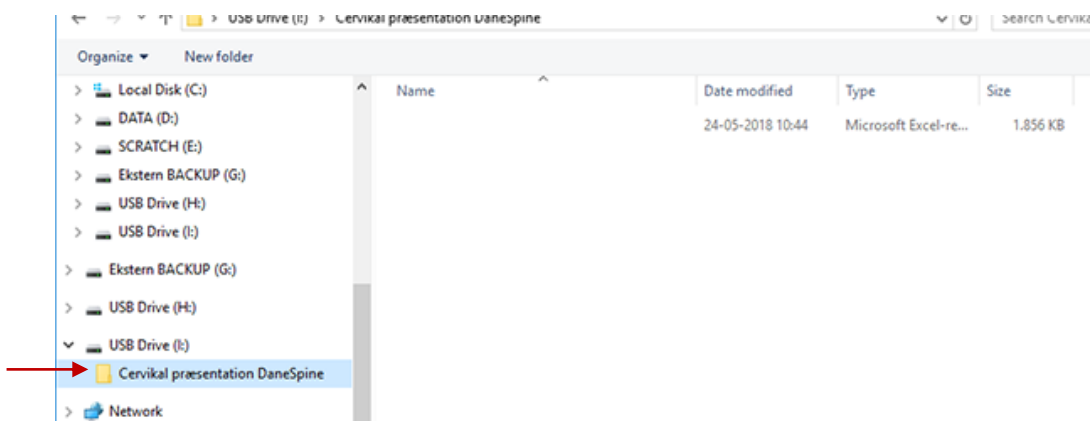 USB Drive (I:) > Cervikal præsentation DaneSpine
Search Cervika
Organize
New folder
Local Disk (C:)
DATA (D:)
SCRATCH (E:)
Ekstern BACKUP (G:)
USB Drive (H:)
USB Drive (I:)
Ekstern BACKUP (G:)
USB Drive (H:)
USB Drive (I:)
Cervikal præsentation DaneSpine
Network
Name Date modified Type Size
24-05-2018 10:44 Microsoft Excel-re... 1.856 KB